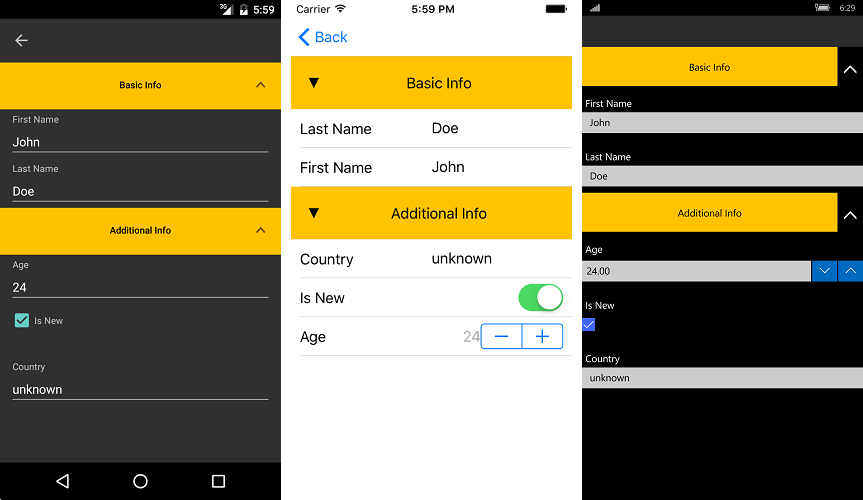 3G 5:59
Basic Info
First Name
John
Last Name
Doe
Additional Info
Age
24
Is New
Country
unknown
Carrier 5:59 PM
Back
Basic Info
Last Name Doe
First Name John
Additional Info
Country unknown
Is New
Age 24 − +
6:29
Basic Info
First Name
John
Last Name
Doe
Additional Info
Age
24.00
Is New
Country
unknown